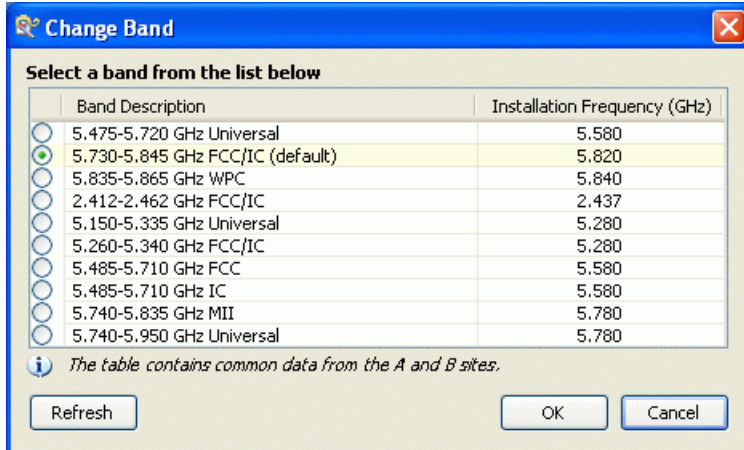 Change Band
Select a band from the list below
Band Description Installation Frequency (GHz)
5.475-5.720 GHz Universal 5.580
5.730-5.845 GHz FCC/IC (default) 5.820
5.835-5.865 GHz WPC 5.840
2.412-2.462 GHz FCC/IC 2.437
5.150-5.335 GHz Universal 5.280
5.260-5.340 GHz FCC/IC 5.280
5.485-5.710 GHz FCC 5.580
5.485-5.710 GHz IC 5.580
5.740-5.835 GHz MII 5.780
5.740-5.950 GHz Universal 5.780
The table contains common data from the A and B sites.
Refresh OK Cancel